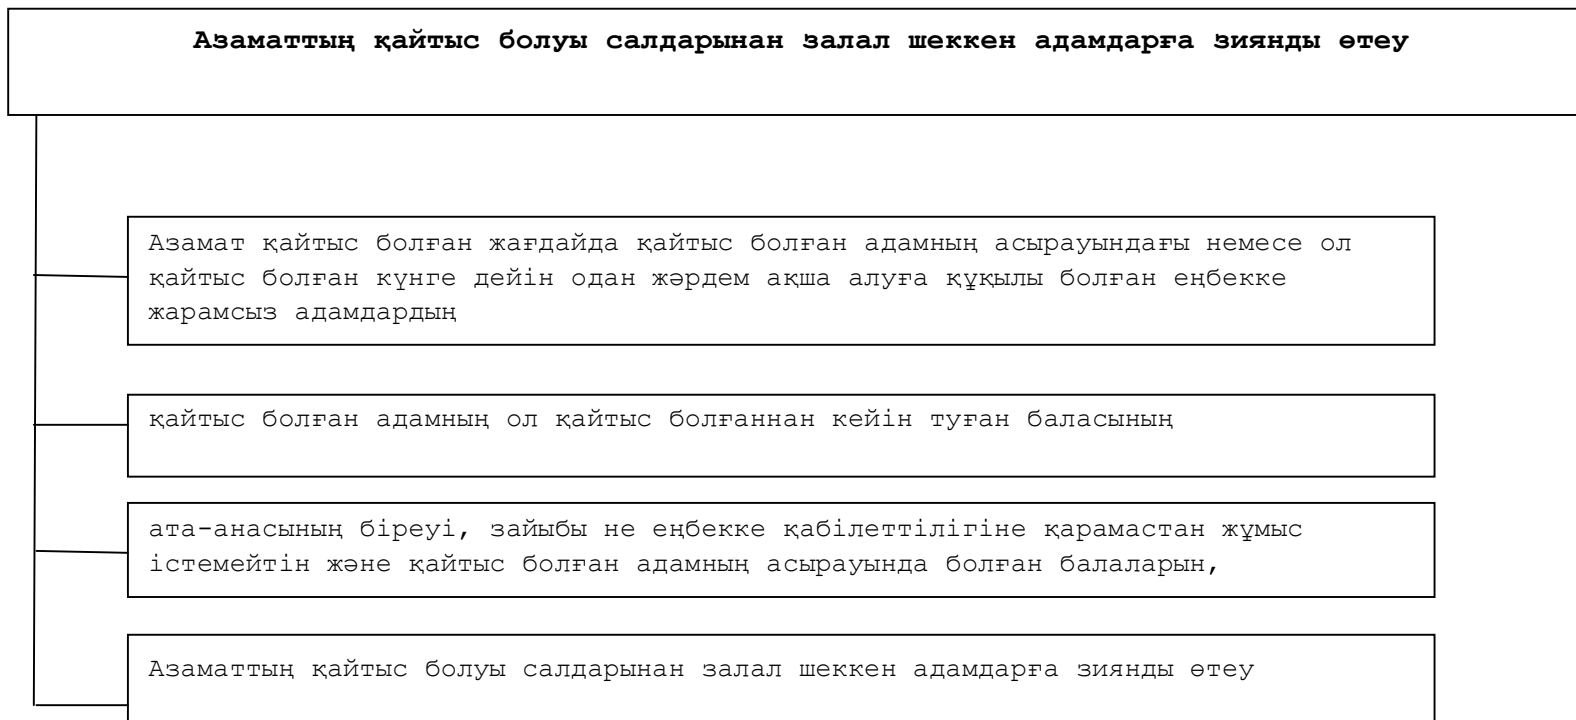 Азаматтың қайтыс болуы салдарынан залал шеккен адамдарға зиянды өтеу
Азамат қайтыс болған жағдайда қайтыс болған адамның асырауындағы немесе ол
қайтыс болған күнге дейін одан жәрдем ақша алуға құқылы болған еңбекке
жарамсыз адамдардың
қайтыс болған адамның ол қайтыс болғаннан кейін туған баласының
ата-анасының біреуі, зайыбы не еңбекке қабілеттілігіне қарамастан жұмыс
істемейтін және қайтыс болған адамның асырауында болған балаларын,
Азаматтың қайтыс болуы салдарынан залал шеккен адамдарға зиянды өтеу